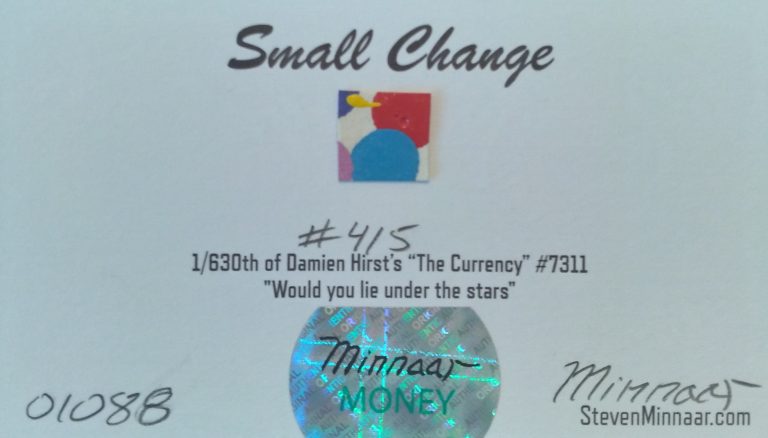 Small Change
#415
1/630th of Damien Hirst's “The Currency” #7311
"Would you lie under the stars"
Minnaar
MONEY
01088
Minnaar
StevenMinnaar.com